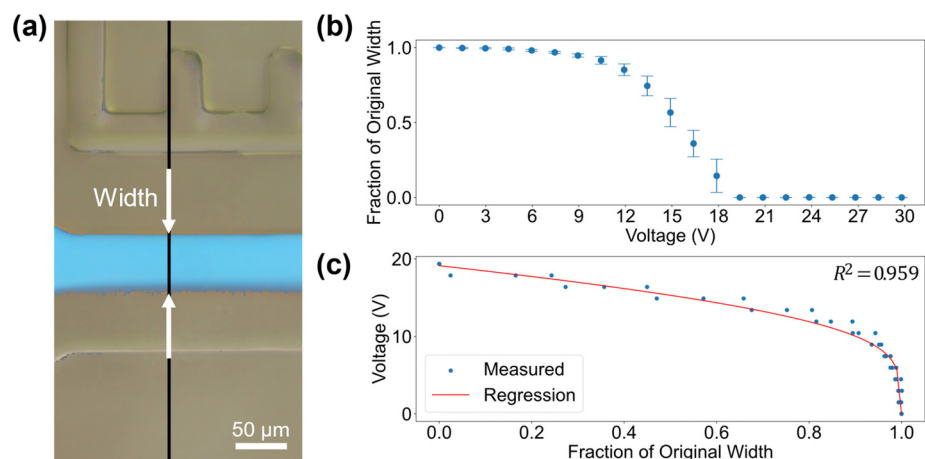 (a)
Width
50 μm
(b)
Fraction of Original Width
1.0
0.5
0.0
0 3 6 9 12 15 18 21 24 27 30
Voltage (V)
(c)
Voltage (V)
20
10
0
R² = 0.959
Measured
Regression
0.0 0.2 0.4 0.6 0.8 1.0
Fraction of Original Width